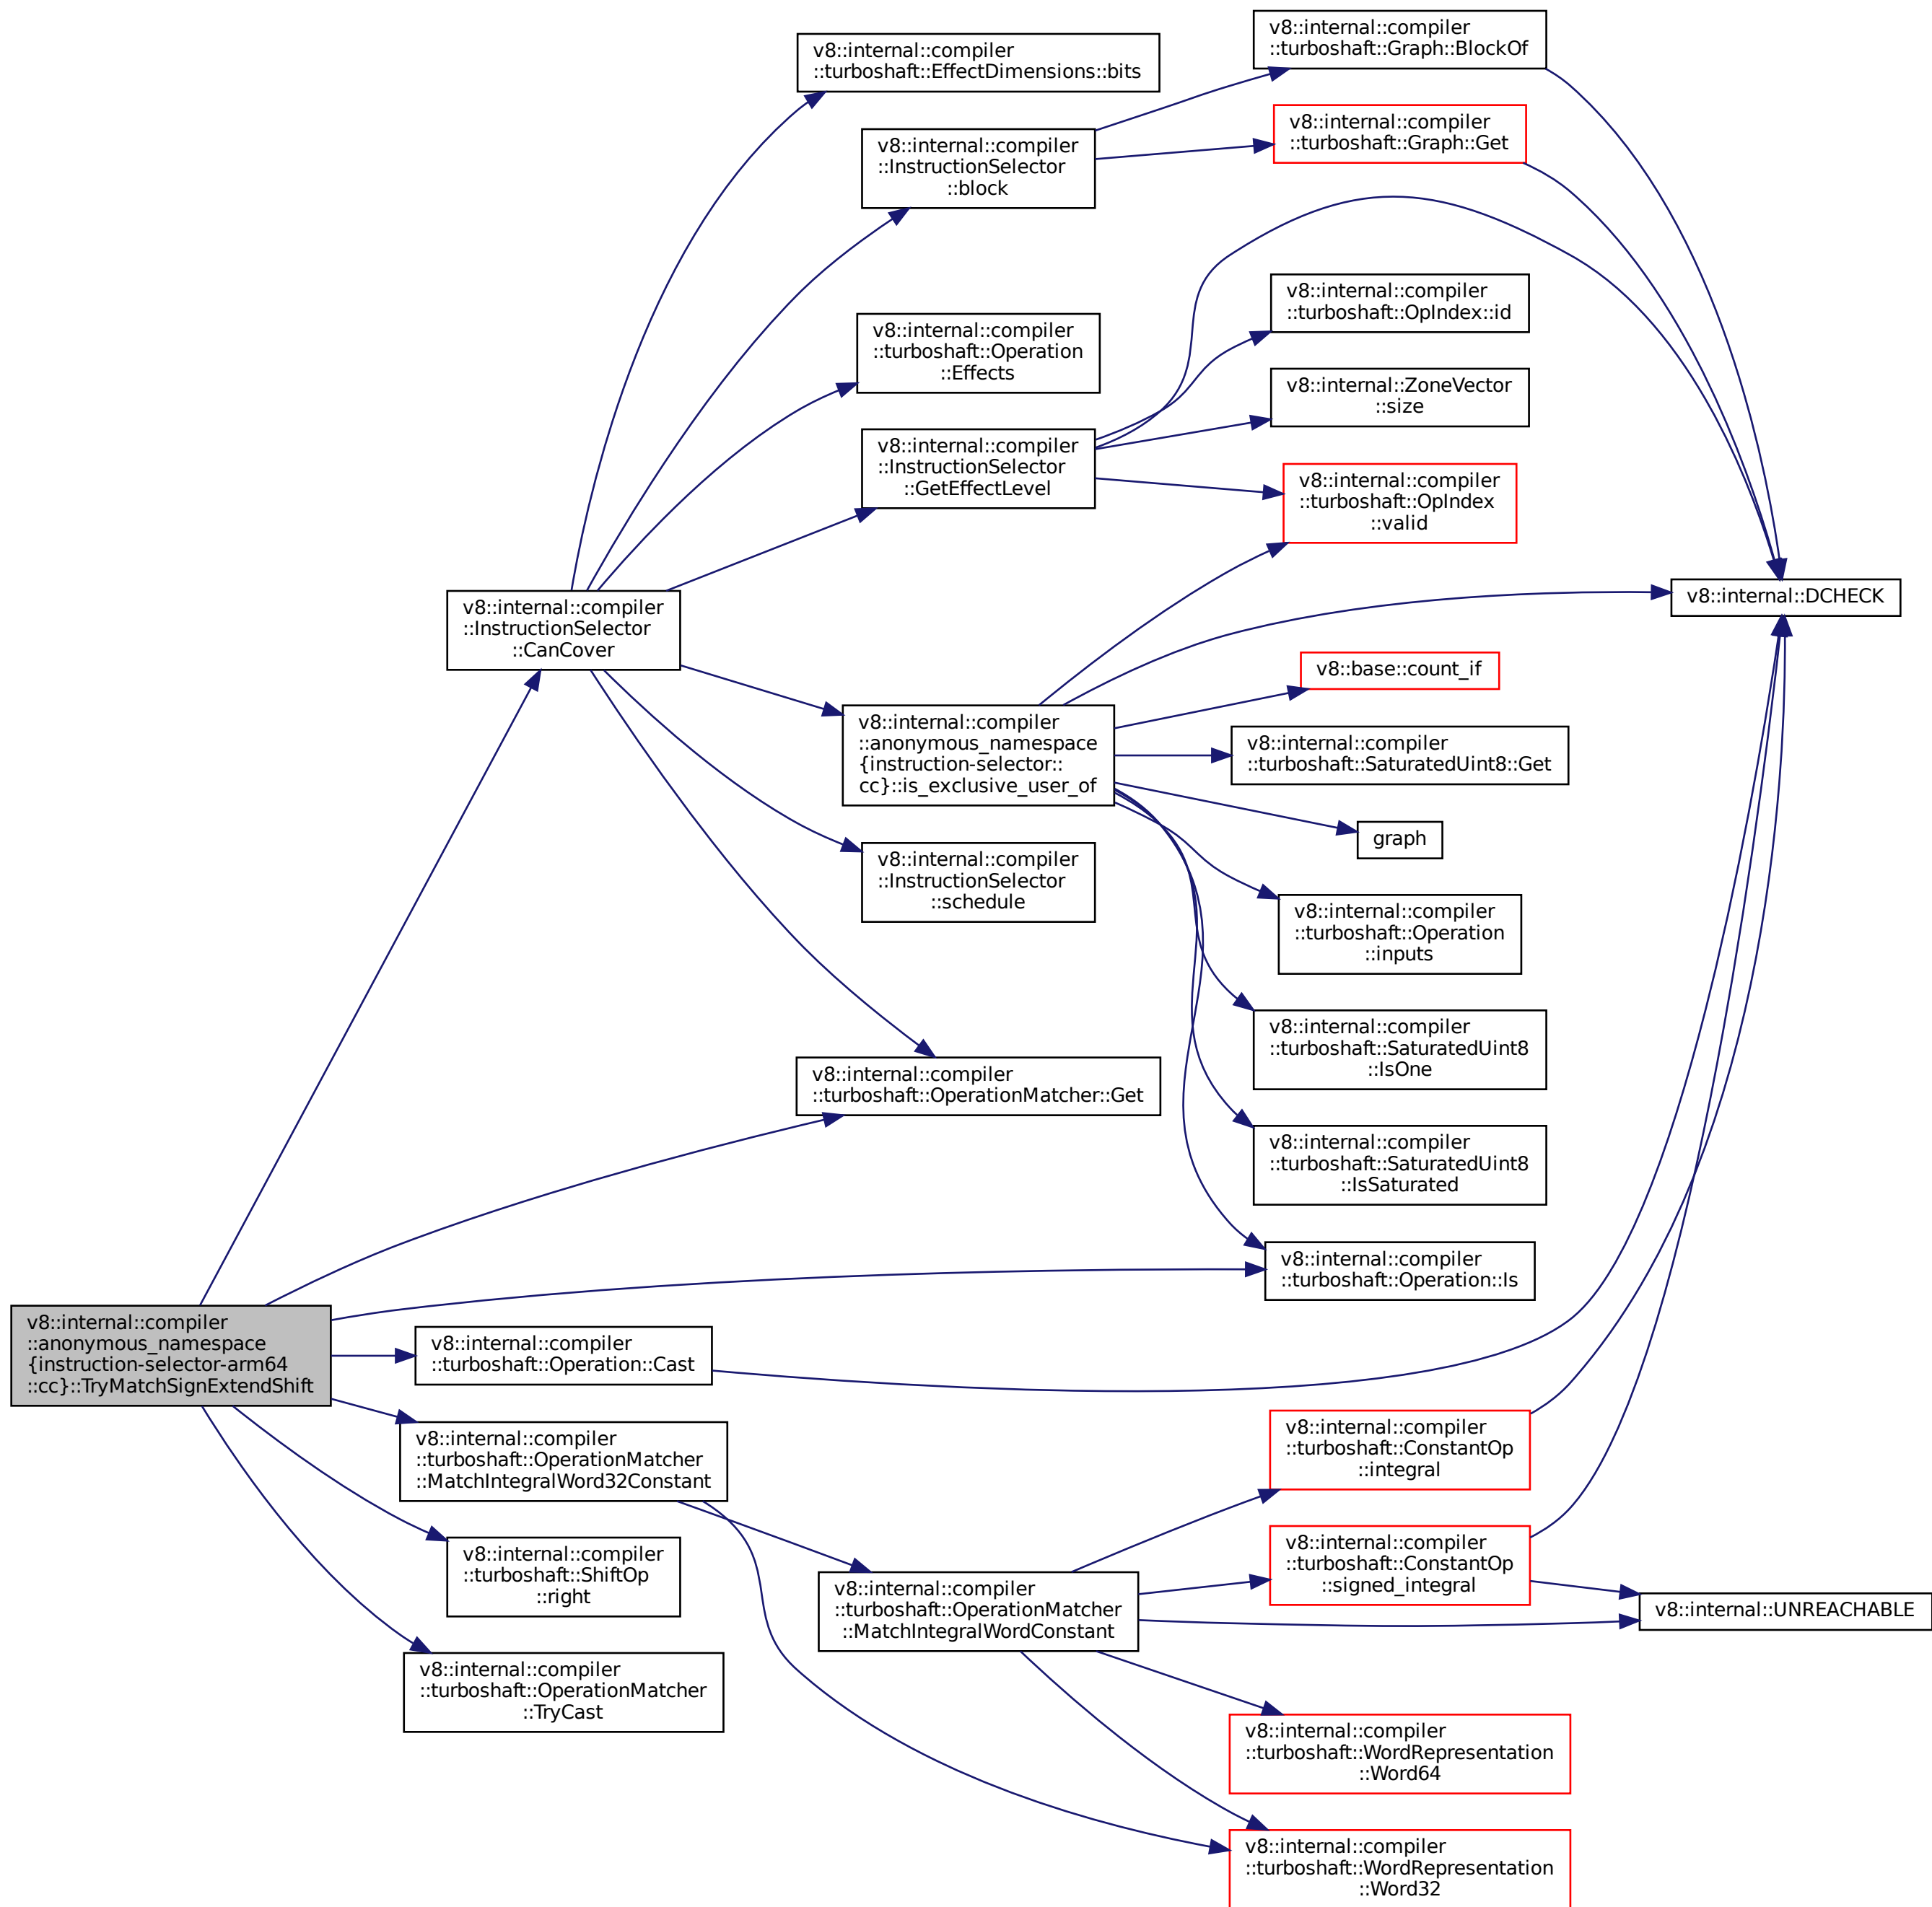 v8::internal::compiler
::anonymous_namespace
{instruction-selector-arm64
::cc}::TryMatchSignExtendShift
v8::internal::compiler
::InstructionSelector
::CanCover
v8::internal::compiler
::turboshaft::EffectDimensions::bits
v8::internal::compiler
::InstructionSelector
::block
v8::internal::compiler
::turboshaft::Graph::BlockOf
v8::internal::compiler
::turboshaft::Graph::Get
v8::internal::compiler
::turboshaft::Operation
::Effects
v8::internal::compiler
::InstructionSelector
::GetEffectLevel
v8::internal::compiler
::turboshaft::OpIndex::id
v8::internal::ZoneVector
::size
v8::internal::compiler
::turboshaft::OpIndex
::valid
v8::internal::DCHECK
v8::internal::compiler
::anonymous_namespace
{instruction-selector::
cc}::is_exclusive_user_of
v8::base::count_if
v8::internal::compiler
::turboshaft::SaturatedUint8::Get
graph
v8::internal::compiler
::turboshaft::Operation
::inputs
v8::internal::compiler
::turboshaft::SaturatedUint8
::IsOne
v8::internal::compiler
::turboshaft::SaturatedUint8
::IsSaturated
v8::internal::compiler
::turboshaft::Operation::Is
v8::internal::compiler
::InstructionSelector
::schedule
v8::internal::compiler
::turboshaft::OperationMatcher::Get
v8::internal::compiler
::turboshaft::Operation::Cast
v8::internal::compiler
::turboshaft::OperationMatcher
::MatchIntegralWord32Constant
v8::internal::compiler
::turboshaft::ShiftOp
::right
v8::internal::compiler
::turboshaft::OperationMatcher
::TryCast
v8::internal::compiler
::turboshaft::OperationMatcher
::MatchIntegralWordConstant
v8::internal::compiler
::turboshaft::ConstantOp
::integral
v8::internal::compiler
::turboshaft::ConstantOp
::signed_integral
v8::internal::UNREACHABLE
v8::internal::compiler
::turboshaft::WordRepresentation
::Word64
v8::internal::compiler
::turboshaft::WordRepresentation
::Word32